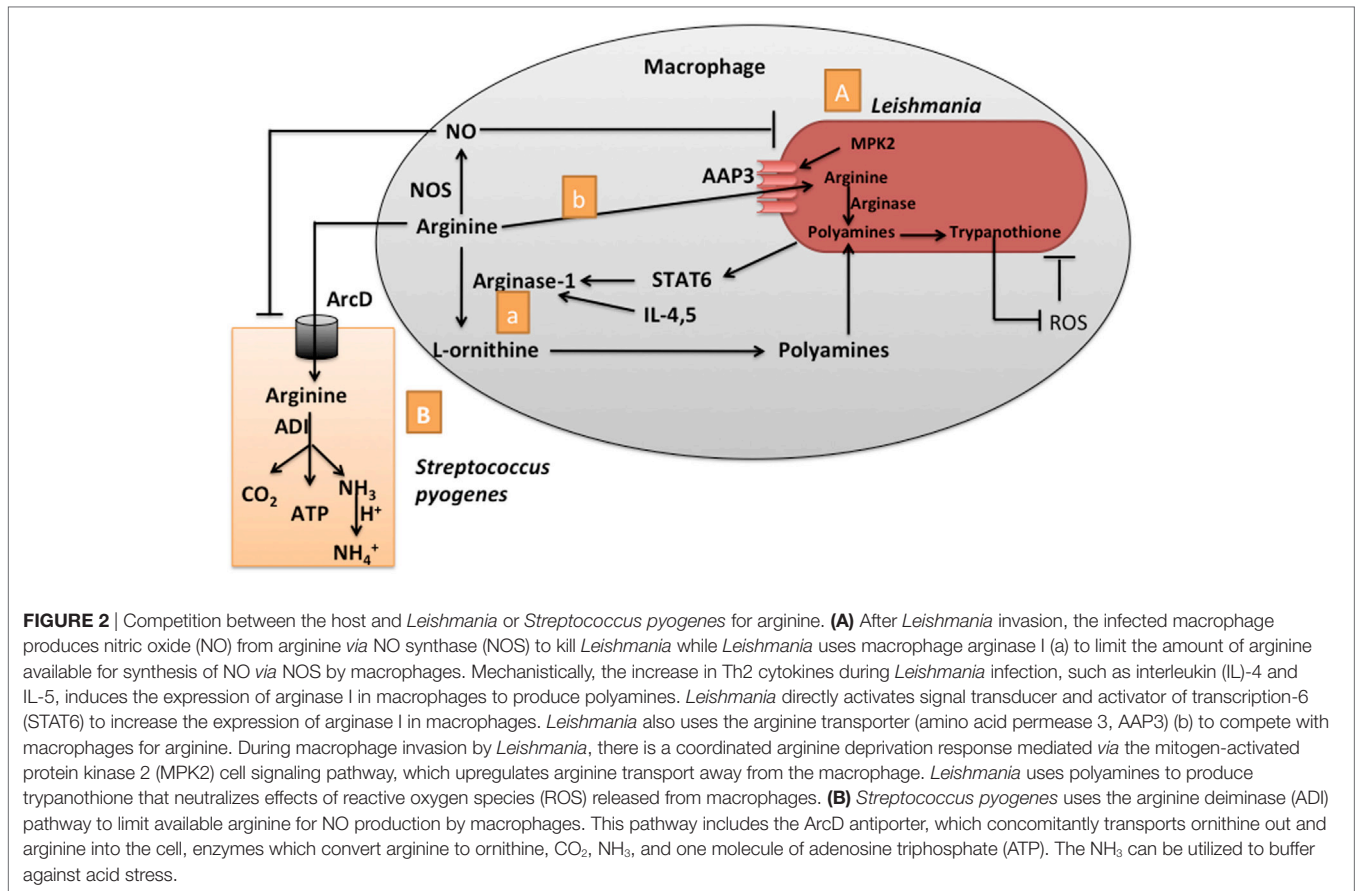 Macrophage
A
Leishmania
NO
MPK2
AAP3
Arginine
NOS
b
Arginase
Arginine
Polyamines
Trypanothione
Arginase-1
STAT6
ArcD
a
IL-4,5
ROS
L-ornithine
Polyamines
Arginine
B
ADI
Streptococcus
pyogenes
CO₂
NH₃
ATP
H⁺
NH₄⁺
FIGURE 2 | Competition between the host and Leishmania or Streptococcus pyogenes for arginine. (A) After Leishmania invasion, the infected macrophage
produces nitric oxide (NO) from arginine via NO synthase (NOS) to kill Leishmania while Leishmania uses macrophage arginase I (a) to limit the amount of arginine
available for synthesis of NO via NOS by macrophages. Mechanistically, the increase in Th2 cytokines during Leishmania infection, such as interleukin (IL)-4 and
IL-5, induces the expression of arginase I in macrophages to produce polyamines. Leishmania directly activates signal transducer and activator of transcription-6
(STAT6) to increase the expression of arginase I in macrophages. Leishmania also uses the arginine transporter (amino acid permease 3, AAP3) (b) to compete with
macrophages for arginine. During macrophage invasion by Leishmania, there is a coordinated arginine deprivation response mediated via the mitogen-activated
protein kinase 2 (MPK2) cell signaling pathway, which upregulates arginine transport away from the macrophage. Leishmania uses polyamines to produce
trypanothione that neutralizes effects of reactive oxygen species (ROS) released from macrophages. (B) Streptococcus pyogenes uses the arginine deiminase (ADI)
pathway to limit available arginine for NO production by macrophages. This pathway includes the ArcD antiporter, which concomitantly transports ornithine out and
arginine into the cell, enzymes which convert arginine to ornithine, CO₂, NH₃, and one molecule of adenosine triphosphate (ATP). The NH₃ can be utilized to buffer
against acid stress.